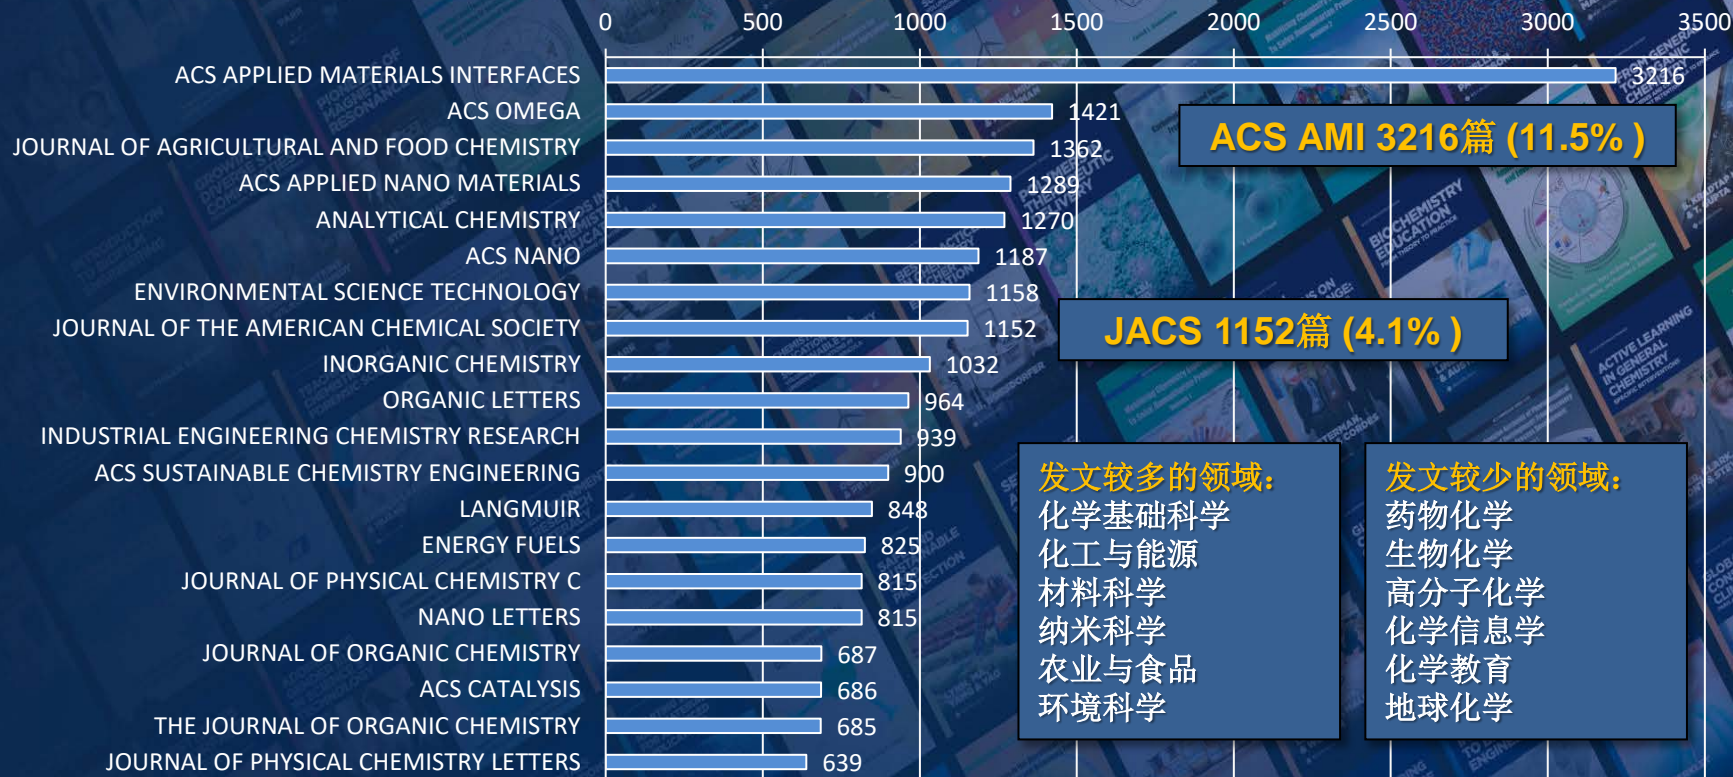 0 500 1000 1500 2000 2500 3000 3500
ACS APPLIED MATERIALS INTERFACES 3216
ACS OMEGA 1421
JOURNAL OF AGRICULTURAL AND FOOD CHEMISTRY 1362
ACS APPLIED NANO MATERIALS 1289
ANALYTICAL CHEMISTRY 1270
ACS NANO 1187
ENVIRONMENTAL SCIENCE TECHNOLOGY 1158
JOURNAL OF THE AMERICAN CHEMICAL SOCIETY 1152
INORGANIC CHEMISTRY 1032
ORGANIC LETTERS 964
INDUSTRIAL ENGINEERING CHEMISTRY RESEARCH 939
ACS SUSTAINABLE CHEMISTRY ENGINEERING 900
LANGMUIR 848
ENERGY FUELS 825
JOURNAL OF PHYSICAL CHEMISTRY C 815
NANO LETTERS 815
JOURNAL OF ORGANIC CHEMISTRY 687
ACS CATALYSIS 686
THE JOURNAL OF ORGANIC CHEMISTRY 685
JOURNAL OF PHYSICAL CHEMISTRY LETTERS 639
ACS AMI 3216篇 (11.5% )
JACS 1152篇 (4.1% )
发文较多的领域：
化学基础科学
化工与能源
材料科学
纳米科学
农业与食品
环境科学
发文较少的领域：
药物化学
生物化学
高分子化学
化学信息学
化学教育
地球化学
BIOCHEMISTRY
EDUCATION
ACTIVE LEARNING
IN GENERAL
CHEMISTRY